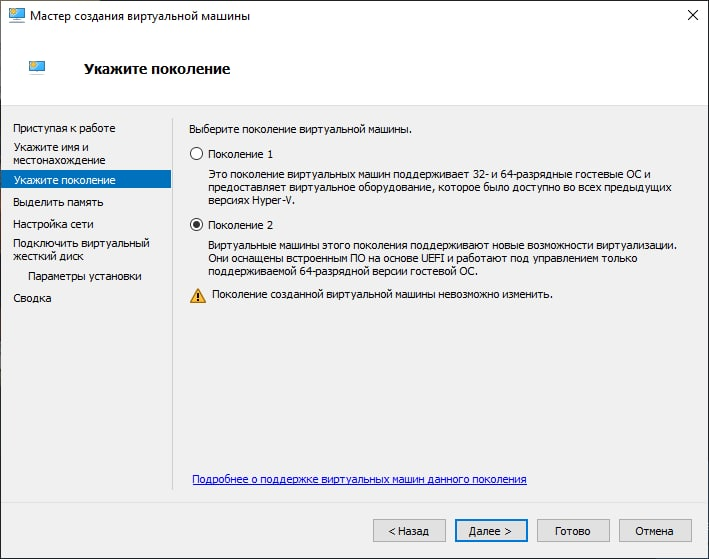 Мастер создания виртуальной машины
Укажите поколение
Приступая к работе
Укажите имя и
местонахождение
Укажите поколение
Выделить память
Настройка сети
Подключить виртуальный
жесткий диск
Параметры установки
Сводка
Выберите поколение виртуальной машины.
Поколение 1
Это поколение виртуальных машин поддерживает 32- и 64-разрядные гостевые ОС и
предоставляет виртуальное оборудование, которое было доступно во всех предыдущих
версиях Hyper-V.
Поколение 2
Виртуальные машины этого поколения поддерживают новые возможности виртуализации.
Они оснащены встроенным ПО на основе UEFI и работают под управлением только
поддерживаемой 64-разрядной версии гостевой ОС.
Поколение созданной виртуальной машины невозможно изменить.
Подробнее о поддержке виртуальных машин данного поколения
< Назад
Далее >
Готово
Отмена